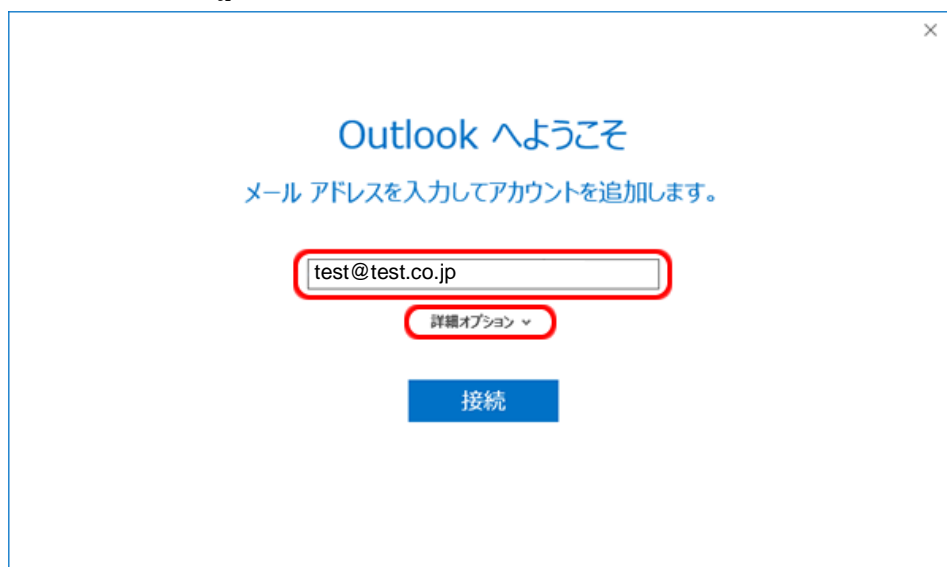 Outlook へようこそ
メール アドレスを入力してアカウントを追加します。
test@test.co.jp
詳細オプション
接続